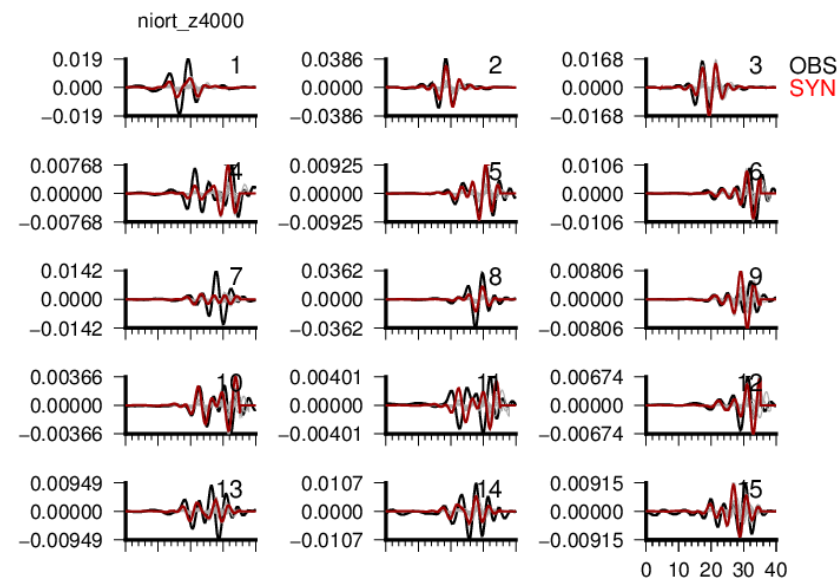 niort_z4000
0.019 0.000 −0.019 1
0.0386 0.0000 −0.0386 2
0.0168 0.0000 −0.0168 3
OBS
SYN
0.00768 0.00000 −0.00768 4
0.00925 0.00000 −0.00925 5
0.0106 0.0000 −0.0106 6
0.0142 0.0000 −0.0142 7
0.0362 0.0000 −0.0362 8
0.00806 0.00000 −0.00806 9
0.00366 0.00000 −0.00366 10
0.00401 0.00000 −0.00401 11
0.00674 0.00000 −0.00674 12
0.00949 0.00000 −0.00949 13
0.0107 0.0000 −0.0107 14
0.00915 0.00000 −0.00915 15
0 10 20 30 40